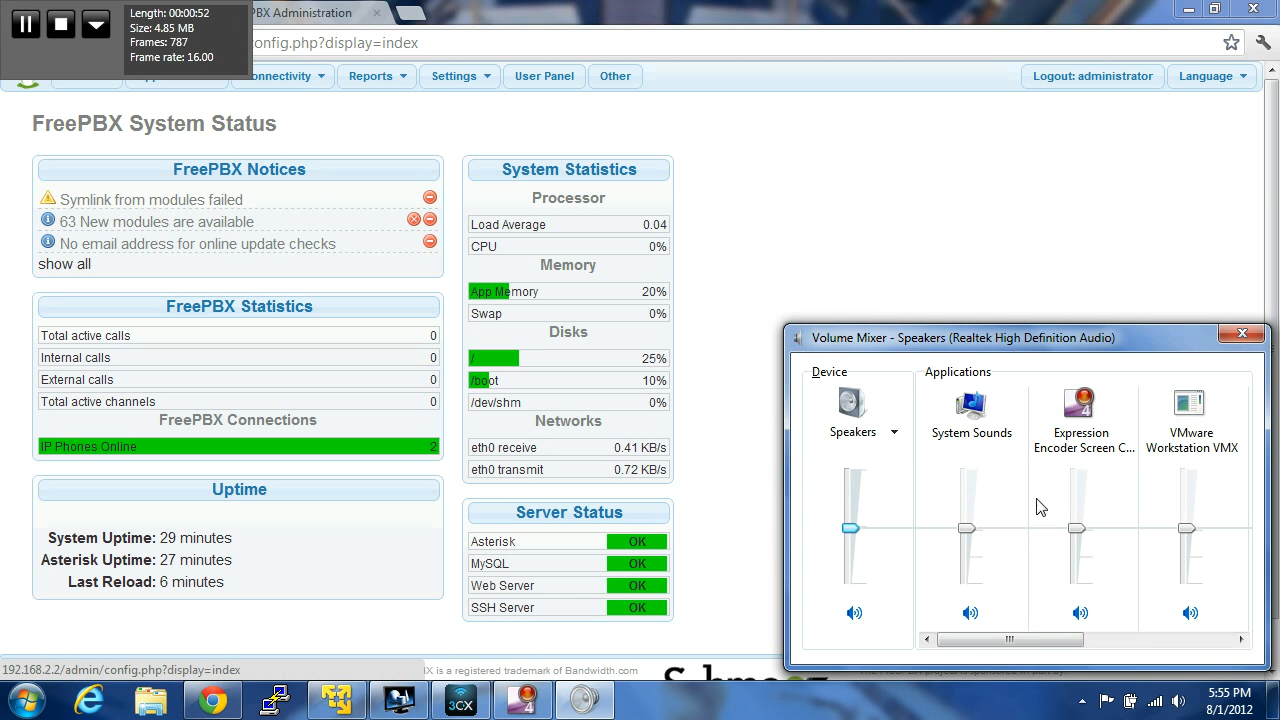 Length: 00:00:52
Size: 4.85 MB
Frames: 787
Frame rate: 16.00
PBX Administration
config.php?display=index
Connectivity
Reports
Settings
User Panel
Other
Logout: administrator
Language
FreePBX System Status
FreePBX Notices
Symlink from modules failed
63 New modules are available
No email address for online update checks
show all
FreePBX Statistics
Total active calls 0
Internal calls 0
External calls 0
Total active channels 0
FreePBX Connections
IP Phones Online 2
Uptime
System Uptime: 29 minutes
Asterisk Uptime: 27 minutes
Last Reload: 6 minutes
System Statistics
Processor
Load Average 0.04
CPU 0%
Memory
App Memory 20%
Swap 0%
Disks
/ 25%
/boot 10%
/dev/shm 0%
Networks
eth0 receive 0.41 KB/s
eth0 transmit 0.72 KB/s
Server Status
Asterisk OK
MySQL OK
Web Server OK
SSH Server OK
Volume Mixer - Speakers (Realtek High Definition Audio)
Device
Applications
Speakers
System Sounds
Expression
Encoder Screen C...
VMware
Workstation VMX
192.168.2.2/admin/config.php?display=index
is a registered trademark of Bandwidth.com
3CX
4
5:55 PM
8/1/2012